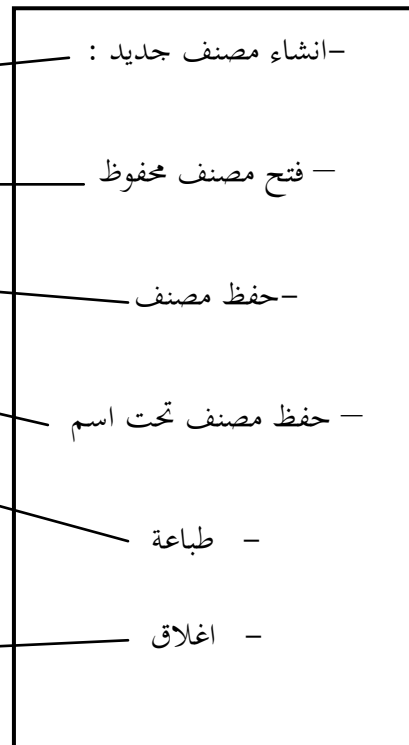 -انشاء مصنف جديد :
– فتح مصنف محفوظ
-حفظ مصنف
– حفظ مصنف تحت اسم
- طباعة
- اغلاق